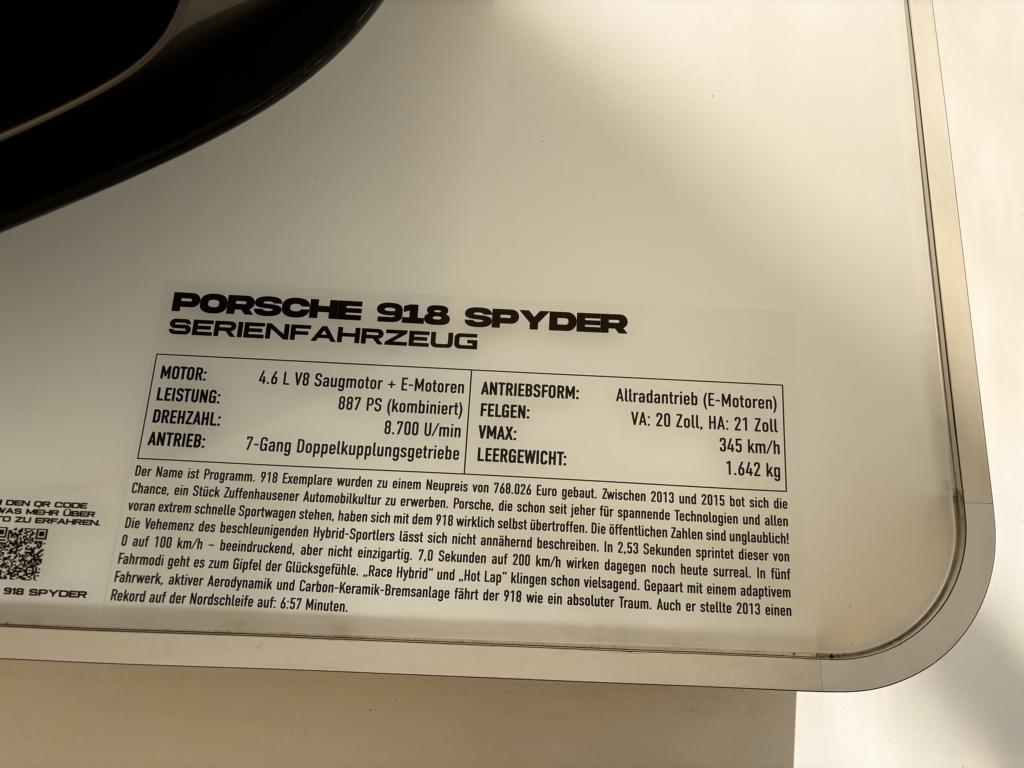 PORSCHE 918 SPYDER
SERIENFAHRZEUG
MOTOR: 4.6 L V8 Saugmotor + E-Motoren
LEISTUNG: 887 PS (kombiniert)
DREHZAHL: 8.700 U/min
ANTRIEB: 7-Gang Doppelkupplungsgetriebe
ANTRIEBSFORM: Allradantrieb (E-Motoren)
FELGEN: VA: 20 Zoll, HA: 21 Zoll
VMAX: 345 km/h
LEERGEWICHT: 1.642 kg
Der Name ist Programm. 918 Exemplare wurden zu einem Neupreis von 768.026 Euro gebaut. Zwischen 2013 und 2015 bot sich die
Chance, ein Stück Zuffenhausener Automobilkultur zu erwerben. Porsche, die schon seit jeher für spannende Technologien und allen
voran extrem schnelle Sportwagen stehen, haben sich mit dem 918 wirklich selbst übertroffen. Die öffentlichen Zahlen sind unglaublich!
Die Vehemenz des beschleunigenden Hybrid-Sportlers lässt sich nicht annähernd beschreiben. In 2,53 Sekunden sprintet dieser von
0 auf 100 km/h – beeindruckend, aber nicht einzigartig. 7,0 Sekunden auf 200 km/h wirken dagegen noch heute surreal. In fünf
Fahrmodi geht es zum Gipfel der Glücksgefühle. „Race Hybrid" und „Hot Lap" klingen schon vielsagend. Gepaart mit einem adaptivem
Fahrwerk, aktiver Aerodynamik und Carbon-Keramik-Bremsanlage fährt der 918 wie ein absoluter Traum. Auch er stellte 2013 einen
Rekord auf der Nordschleife auf: 6:57 Minuten.
DEN QR CODE
WAS MEHR ÜBER
TO ZU ERFAHREN.
918 SPYDER